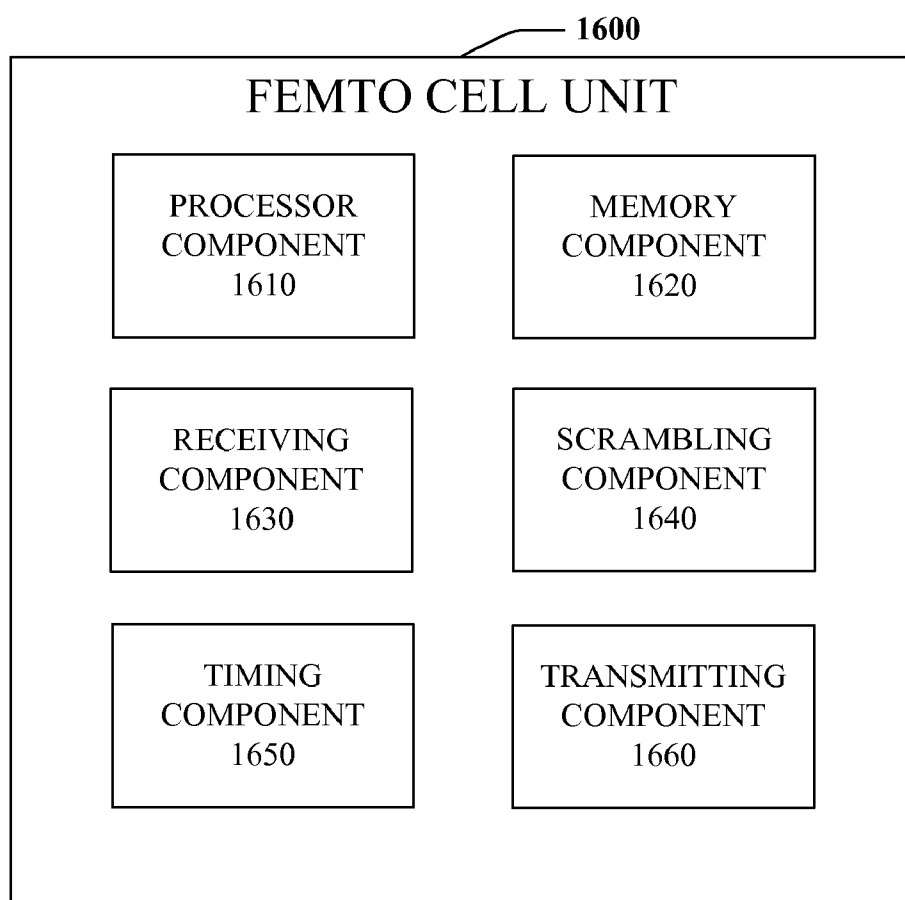 1600
FEMTO CELL UNIT
PROCESSOR
COMPONENT
1610
MEMORY
COMPONENT
1620
RECEIVING
COMPONENT
1630
SCRAMBLING
COMPONENT
1640
TIMING
COMPONENT
1650
TRANSMITTING
COMPONENT
1660